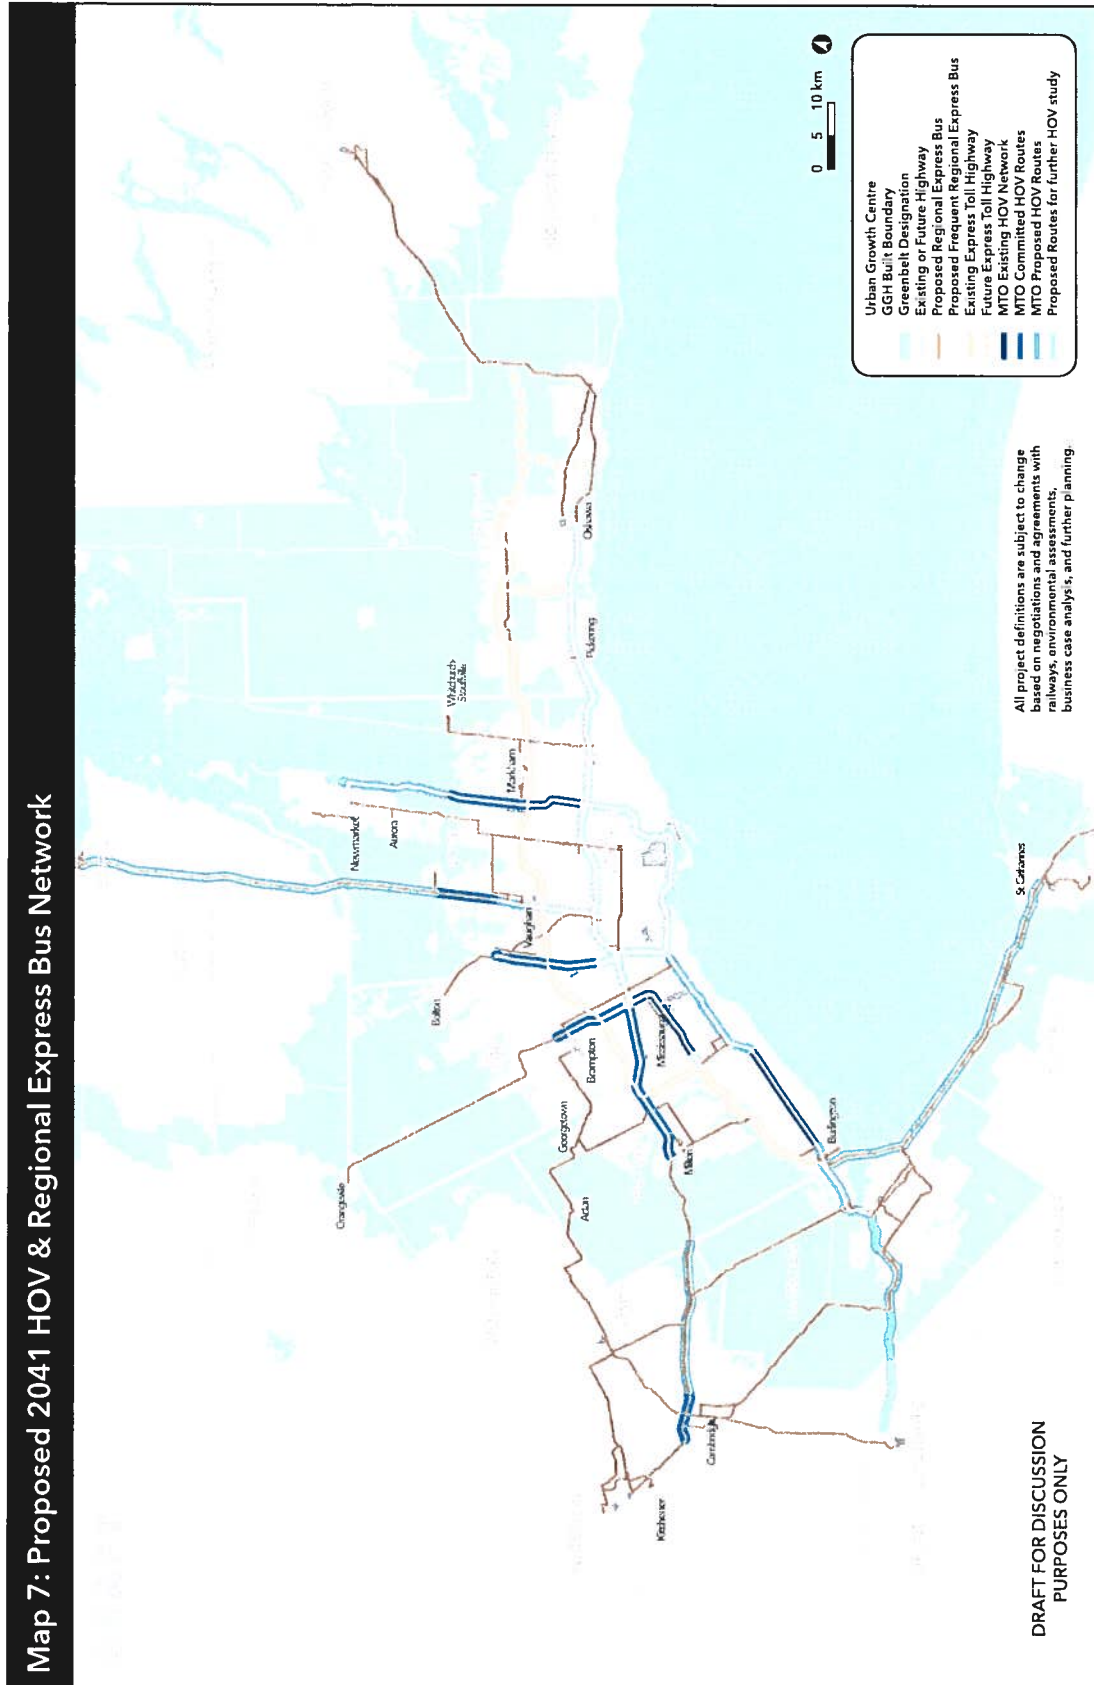 Map 7: Proposed 2041 HOV & Regional Express Bus Network
0 5 10 km
Urban Growth Centre
GGH Built Boundary
Greenbelt Designation
Existing or Future Highway
Proposed Regional Express Bus
Proposed Frequent Regional Express Bus
Existing Express Toll Highway
Future Express Toll Highway
MTO Existing HOV Network
MTO Committed HOV Routes
MTO Proposed HOV Routes
Proposed Routes for further HOV study
All project definitions are subject to change
based on negotiations and agreements with
railways, environmental assessments,
business case analysis, and further planning.
DRAFT FOR DISCUSSION
PURPOSES ONLY
Orangeville
Bolton
Newmarket
Aurora
Whitchurch-
Stouffville
Markham
Vaughan
Pickering
Oshawa
Brampton
Georgetown
Acton
Mississauga
Milton
Burlington
Cambridge
Kitchener
St. Catharines